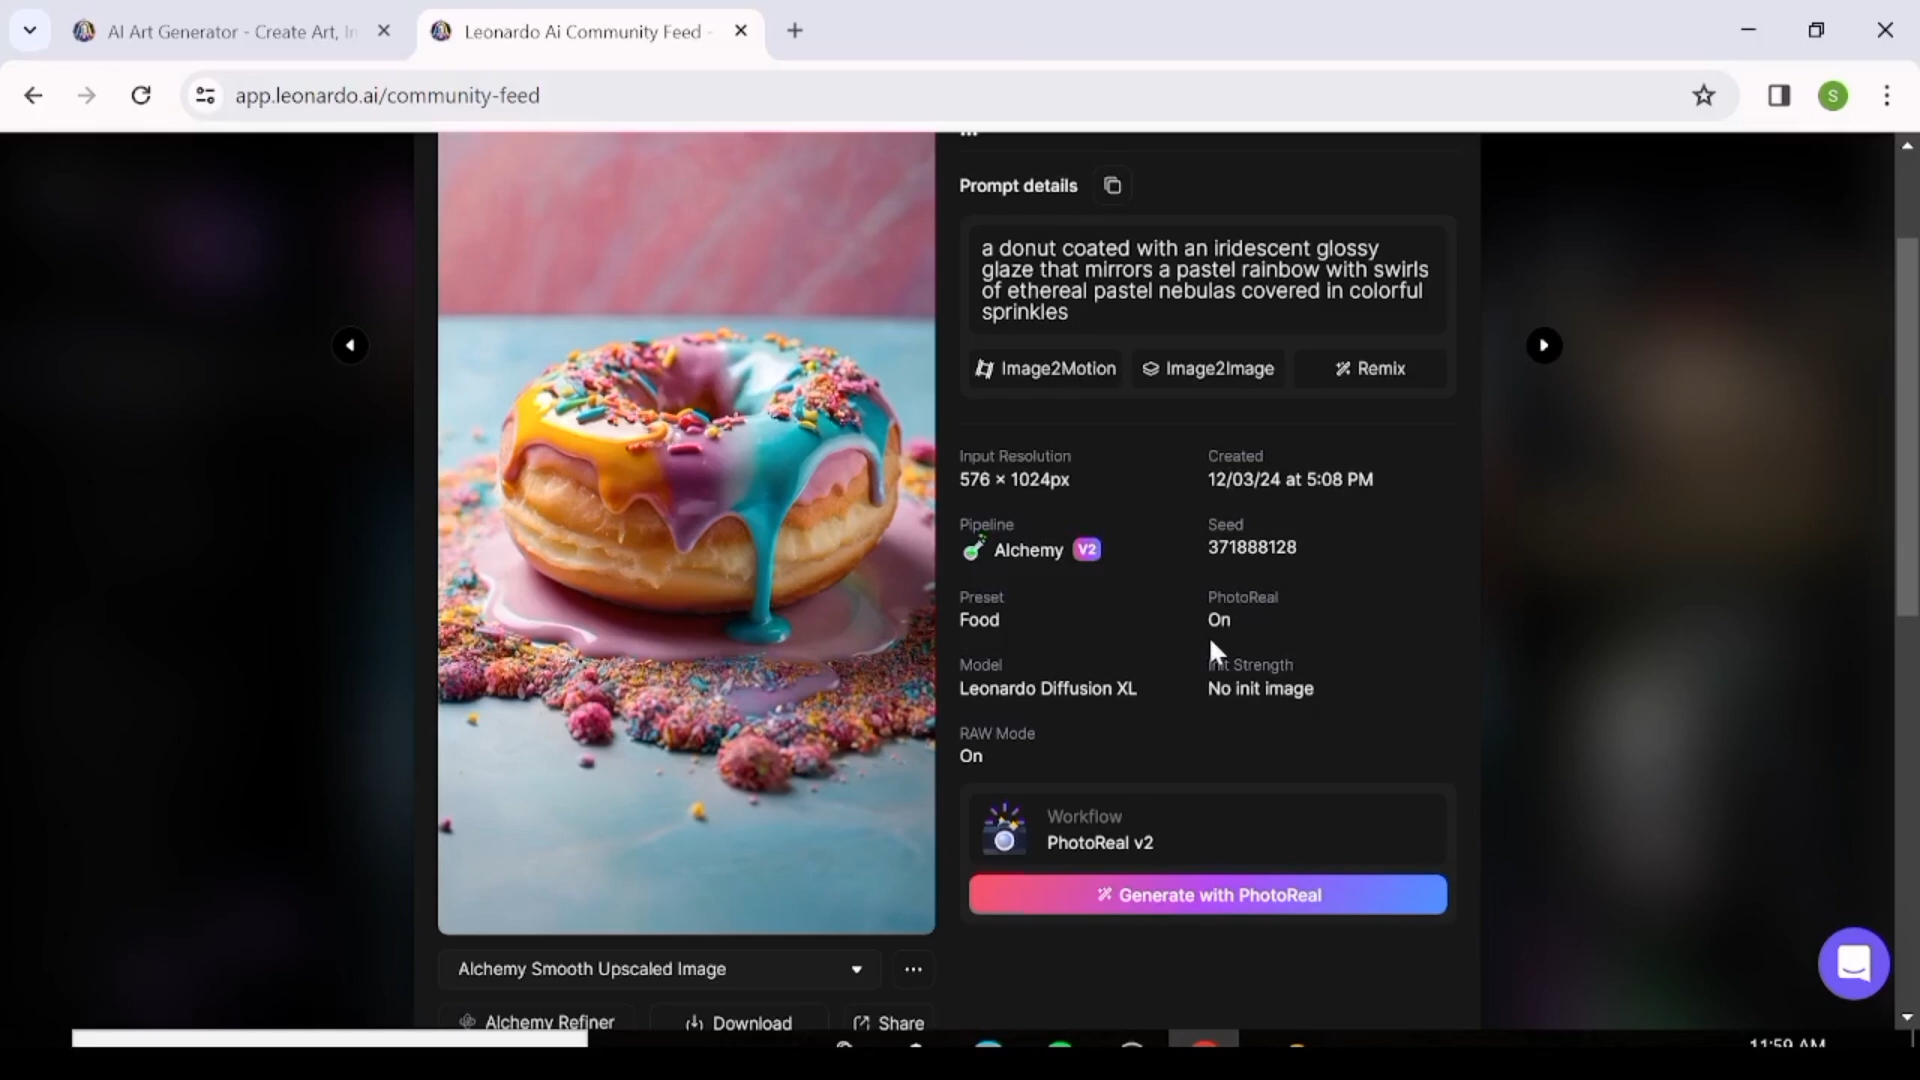 AI Art Generator - Create Art, In
Leonardo Ai Community Feed -
S
app.leonardo.ai/community-feed
Prompt details
a donut coated with an iridescent glossy
glaze that mirrors a pastel rainbow with swirls
of ethereal pastel nebulas covered in colorful
sprinkles
Image2Motion
Image2Image
Remix
Input Resolution
576 × 1024px
Created
12/03/24 at 5:08 PM
Pipeline
Alchemy V2
Seed
371888128
Preset
Food
PhotoReal
On
Model
Leonardo Diffusion XL
Init Strength
No init image
RAW Mode
On
Workflow
PhotoReal v2
Generate with PhotoReal
Alchemy Smooth Upscaled Image
Alchemy Refiner
Download
Share
11:59 AM